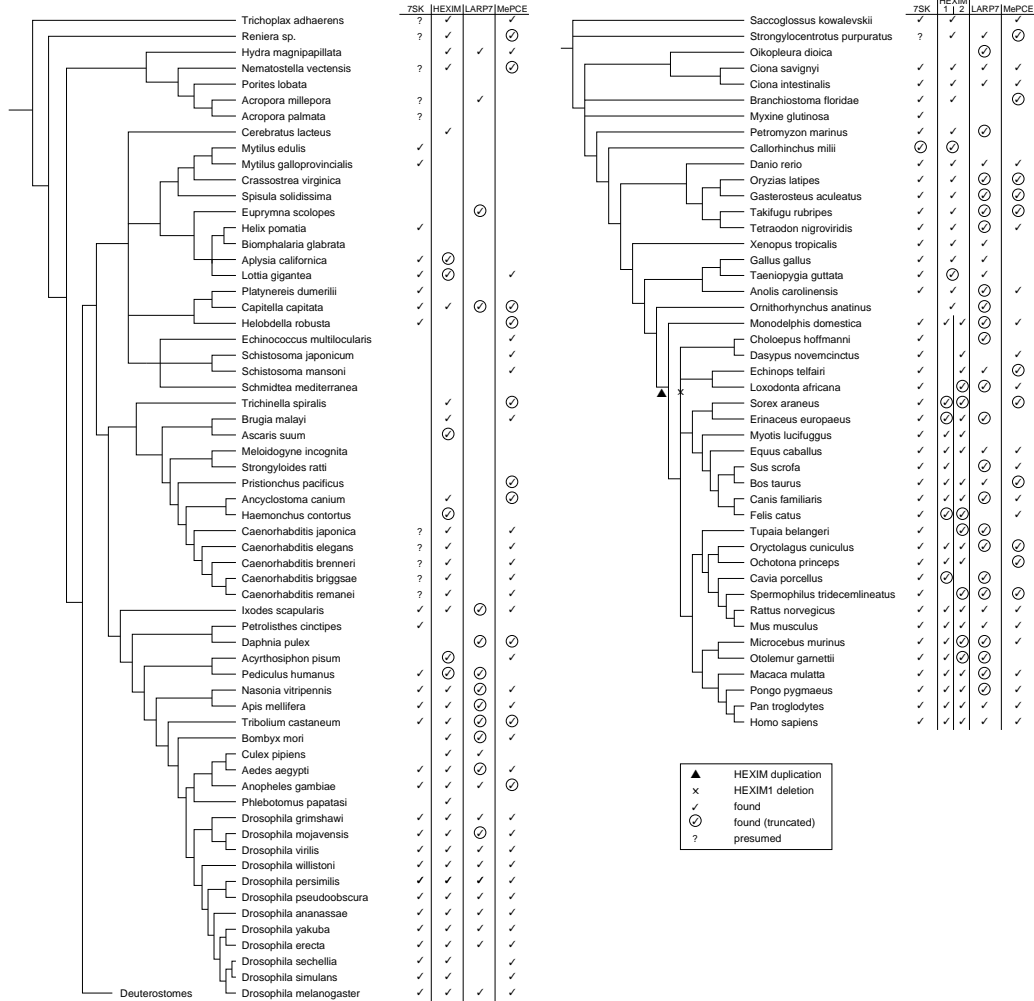 7SK HEXIM LARP7 MePCE
Trichoplax adhaerens ? ✓ ✓
Reniera sp. ? ✓ ✓
Hydra magnipapillata ✓ ✓ ✓
Nematostella vectensis ? ✓ ✓
Porites lobata
Acropora millepora ? ✓
Acropora palmata ?
Cerebratus lacteus ✓
Mytilus edulis ✓
Mytilus galloprovincialis ✓
Crassostrea virginica
Spisula solidissima
Euprymna scolopes ✓
Helix pomatia ✓
Biomphalaria glabrata
Aplysia californica ✓ ✓
Lottia gigantea ✓ ✓ ✓
Platynereis dumerilii ✓
Capitella capitata ✓ ✓ ✓ ✓
Helobdella robusta ✓ ✓
Echinococcus multilocularis ✓
Schistosoma japonicum ✓
Schistosoma mansoni ✓
Schmidtea mediterranea
Trichinella spiralis ✓ ✓
Brugia malayi ✓ ✓
Ascaris suum ✓
Meloidogyne incognita
Strongyloides ratti
Pristionchus pacificus ✓
Ancyclostoma canium ✓ ✓
Haemonchus contortus ✓
Caenorhabditis japonica ? ✓ ✓
Caenorhabditis elegans ? ✓ ✓
Caenorhabditis brenneri ? ✓ ✓
Caenorhabditis briggsae ? ✓ ✓
Caenorhabditis remanei ? ✓ ✓
Ixodes scapularis ✓ ✓ ✓ ✓
Petrolisthes cinctipes ✓
Daphnia pulex ✓ ✓
Acyrthosiphon pisum ✓ ✓
Pediculus humanus ✓ ✓ ✓
Nasonia vitripennis ✓ ✓ ✓ ✓
Apis mellifera ✓ ✓ ✓ ✓
Tribolium castaneum ✓ ✓ ✓ ✓
Bombyx mori ✓ ✓ ✓
Culex pipiens ✓ ✓
Aedes aegypti ✓ ✓ ✓ ✓
Anopheles gambiae ✓ ✓ ✓ ✓
Phlebotomus papatasi ✓
Drosophila grimshawi ✓ ✓ ✓ ✓
Drosophila mojavensis ✓ ✓ ✓ ✓
Drosophila virilis ✓ ✓ ✓ ✓
Drosophila willistoni ✓ ✓ ✓ ✓
Drosophila persimilis ✓ ✓ ✓ ✓
Drosophila pseudoobscura ✓ ✓ ✓ ✓
Drosophila ananassae ✓ ✓ ✓ ✓
Drosophila yakuba ✓ ✓ ✓ ✓
Drosophila erecta ✓ ✓ ✓ ✓
Drosophila sechellia ✓ ✓ ✓
Drosophila simulans ✓ ✓ ✓
Deuterostomes Drosophila melanogaster ✓ ✓ ✓ ✓
HEXIM
7SK 1 2 LARP7 MePCE
Saccoglossus kowalevskii ✓ ✓ ✓
Strongylocentrotus purpuratus ? ✓ ✓ ✓
Oikopleura dioica ✓
Ciona savignyi ✓ ✓ ✓ ✓
Ciona intestinalis ✓ ✓ ✓ ✓
Branchiostoma floridae ✓ ✓ ✓
Myxine glutinosa ✓
Petromyzon marinus ✓ ✓ ✓
Callorhinchus milii ✓ ✓
Danio rerio ✓ ✓ ✓ ✓
Oryzias latipes ✓ ✓ ✓ ✓
Gasterosteus aculeatus ✓ ✓ ✓ ✓
Takifugu rubripes ✓ ✓ ✓ ✓
Tetraodon nigroviridis ✓ ✓ ✓ ✓
Xenopus tropicalis ✓ ✓ ✓
Gallus gallus ✓ ✓ ✓
Taeniopygia guttata ✓ ✓ ✓
Anolis carolinensis ✓ ✓ ✓ ✓
Ornithorhynchus anatinus ✓ ✓
Monodelphis domestica ✓ ✓ ✓ ✓ ✓
Choloepus hoffmanni ✓ ✓
Dasypus novemcinctus ✓ ✓ ✓
Echinops telfairi ✓ ✓ ✓ ✓
Loxodonta africana ✓ ✓ ✓ ✓
Sorex araneus ✓ ✓ ✓ ✓
Erinaceus europaeus ✓ ✓ ✓ ✓
Myotis lucifuggus ✓ ✓ ✓
Equus caballus ✓ ✓ ✓ ✓ ✓
Sus scrofa ✓ ✓ ✓ ✓
Bos taurus ✓ ✓ ✓ ✓ ✓
Canis familiaris ✓ ✓ ✓ ✓ ✓
Felis catus ✓ ✓ ✓ ✓
Tupaia belangeri ✓ ✓ ✓
Oryctolagus cuniculus ✓ ✓ ✓ ✓ ✓
Ochotona princeps ✓ ✓ ✓ ✓
Cavia porcellus ✓ ✓ ✓
Spermophilus tridecemlineatus ✓ ✓ ✓ ✓
Rattus norvegicus ✓ ✓ ✓ ✓ ✓
Mus musculus ✓ ✓ ✓ ✓ ✓
Microcebus murinus ✓ ✓ ✓ ✓ ✓
Otolemur garnettii ✓ ✓ ✓ ✓
Macaca mulatta ✓ ✓ ✓ ✓ ✓
Pongo pygmaeus ✓ ✓ ✓ ✓ ✓
Pan troglodytes ✓ ✓ ✓ ✓ ✓
Homo sapiens ✓ ✓ ✓ ✓ ✓
▲ HEXIM duplication
× HEXIM1 deletion
✓ found
✓ found (truncated)
? presumed